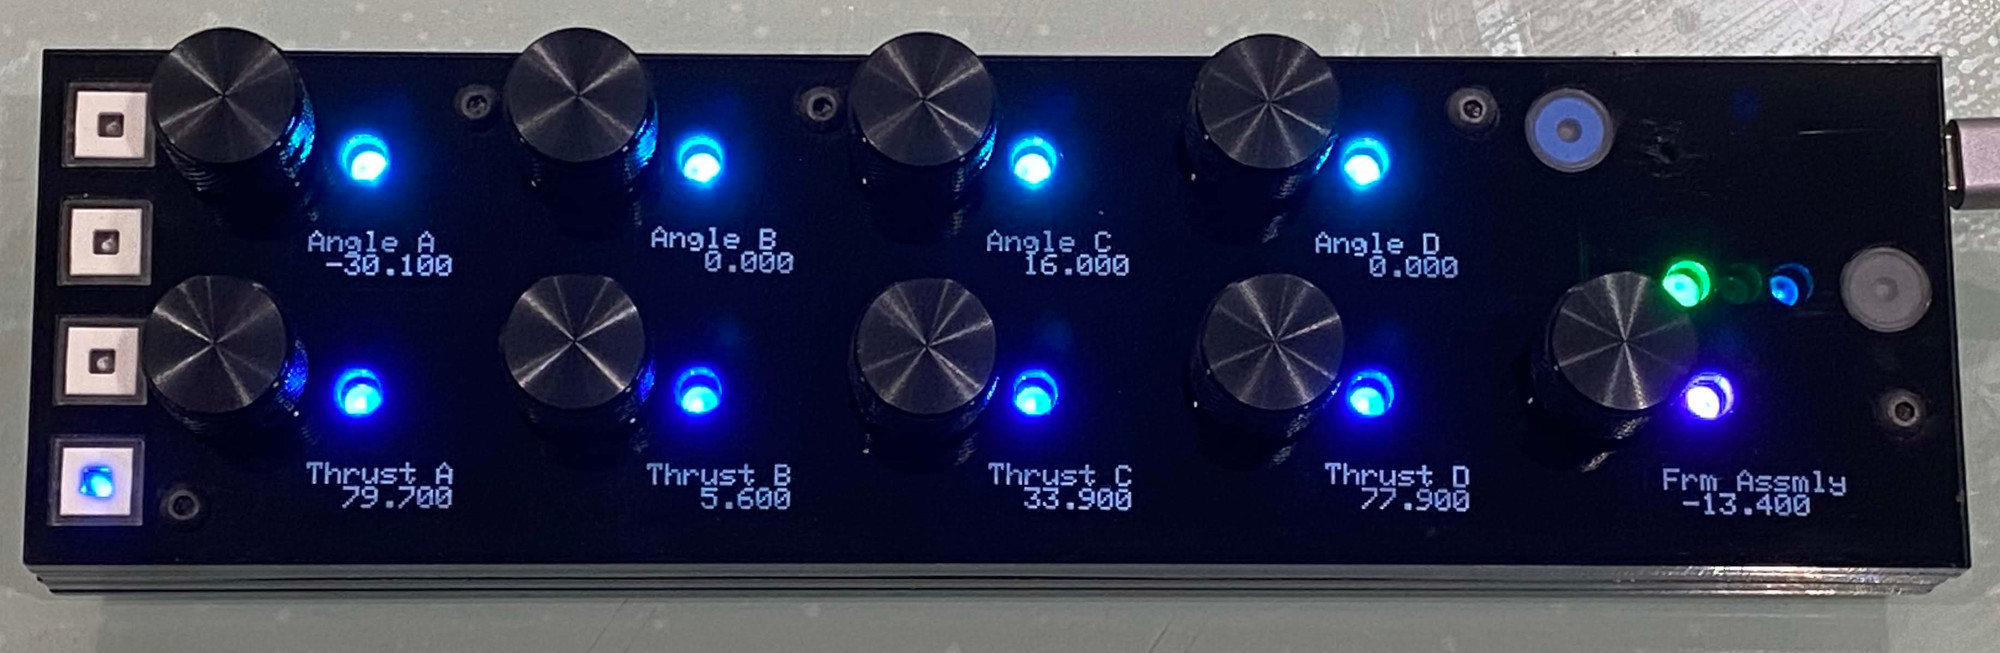 Angle A
-30.100
Angle B
0.000
Angle C
16.000
Angle D
0.000
Thrust A
79.700
Thrust B
5.600
Thrust C
33.900
Thrust D
77.900
Frm Assmly
-13.400